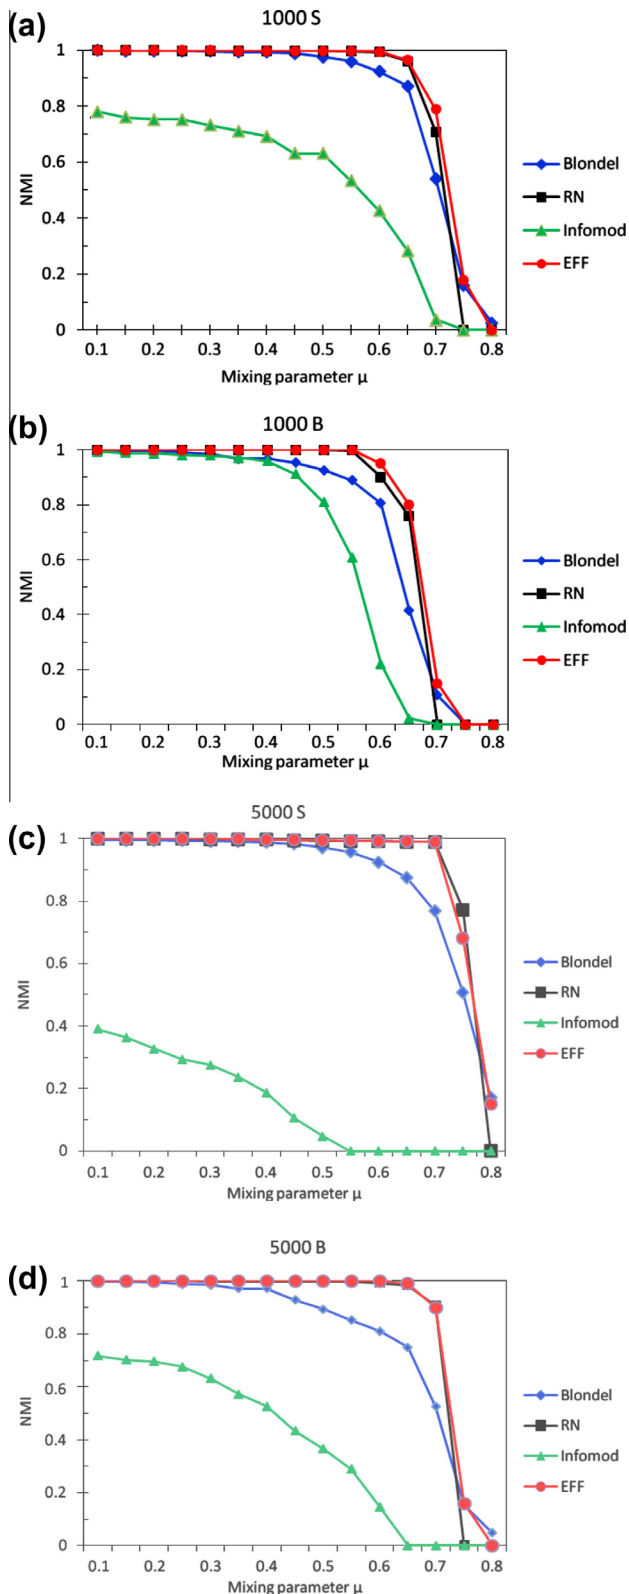 (a)
1000 S
1
0.8
0.6
0.4
0.2
0
NMI
0.1 0.2 0.3 0.4 0.5 0.6 0.7 0.8
Mixing parameter μ
Blondel
RN
Infomod
EFF
(b)
1000 B
1
0.8
0.6
0.4
0.2
0
NMI
0.1 0.2 0.3 0.4 0.5 0.6 0.7 0.8
Mixing parameter μ
Blondel
RN
Infomod
EFF
(c)
5000 S
1
0.8
0.6
0.4
0.2
0
NMI
0.1 0.2 0.3 0.4 0.5 0.6 0.7 0.8
Mixing parameter μ
Blondel
RN
Infomod
EFF
(d)
5000 B
1
0.8
0.6
0.4
0.2
0
NMI
0.1 0.2 0.3 0.4 0.5 0.6 0.7 0.8
Mixing parameter μ
Blondel
RN
Infomod
EFF